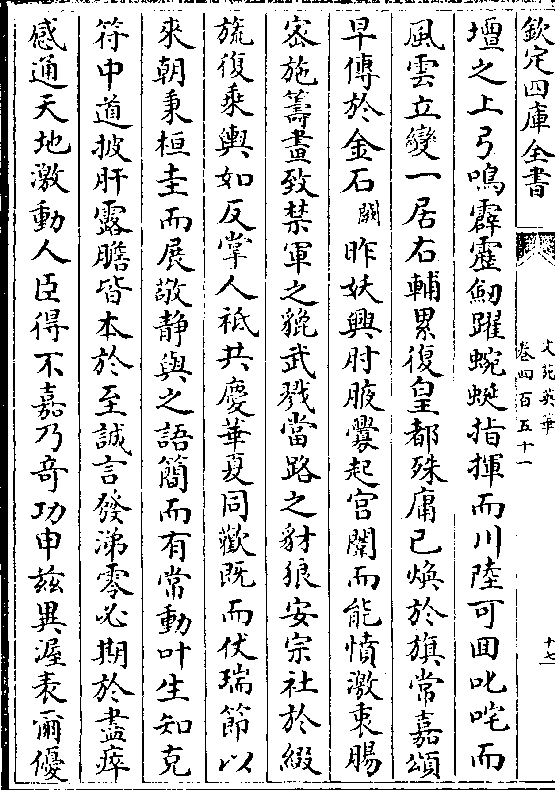 欽定四庫全書
文苑英華
卷四百五十一
十七
壇之上弓鳴霹靂劒躍蜿蜒指揮而川陸可囬叱咤而
風雲立變一居右輔累復皇都殊庸已煥於旗常嘉頌
早傳於金石闕昨妖興肘腋釁起宫闈而能憤激衷腸
宻施籌畫致禁軍之貔武戮當路之豺狼安宗社於綴
旒復乗輿如反掌人祗共慶華夏同歡既而伏瑞節以
來朝秉桓圭而展敬静與之語簡而有常動叶生知克
符中道披肝露膽皆本於至誠言發涕零必期於盡瘁
感通天地激動人臣得不嘉乃竒功申兹異渥表爾優